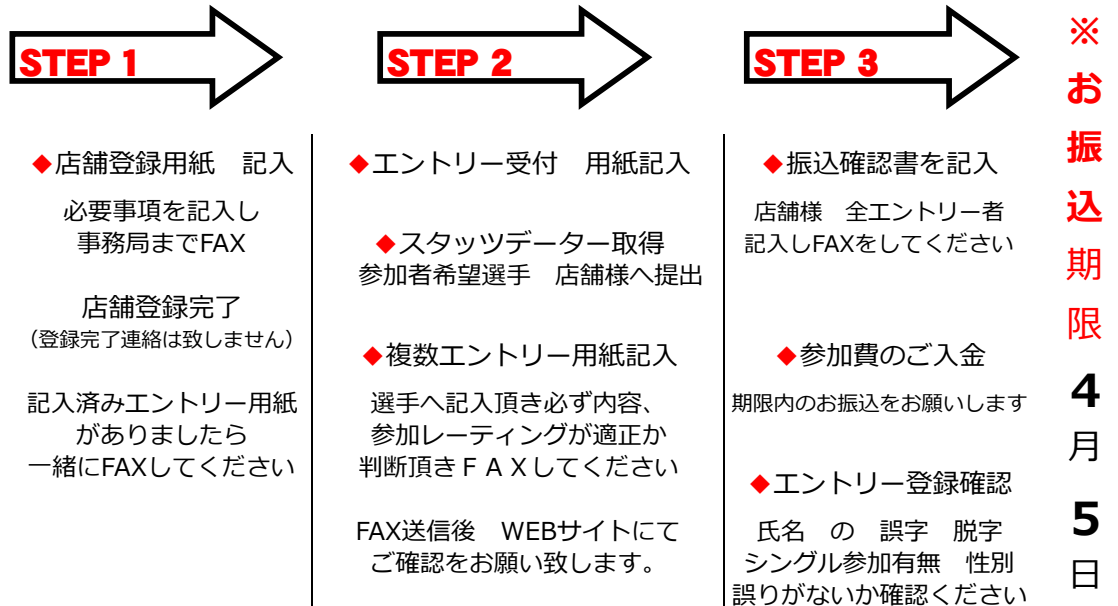 STEP 1
◆店舗登録用紙　記入
必要事項を記入し
事務局までFAX
店舗登録完了
（登録完了連絡は致しません）
記入済みエントリー用紙
がありましたら
一緒にFAXしてください
STEP 2
◆エントリー受付　用紙記入
◆スタッツデーター取得
参加者希望選手　店舗様へ提出
◆複数エントリー用紙記入
選手へ記入頂き必ず内容、
参加レーティングが適正か
判断頂きＦＡＸしてください
FAX送信後　WEBサイトにて
ご確認をお願い致します。
STEP 3
◆振込確認書を記入
店舗様　全エントリー者
記入しFAXをしてください
◆参加費のご入金
期限内のお振込をお願いします
◆エントリー登録確認
氏名　の　誤字　脱字
シングル参加有無　性別
誤りがないか確認ください
※お振込期限4月5日